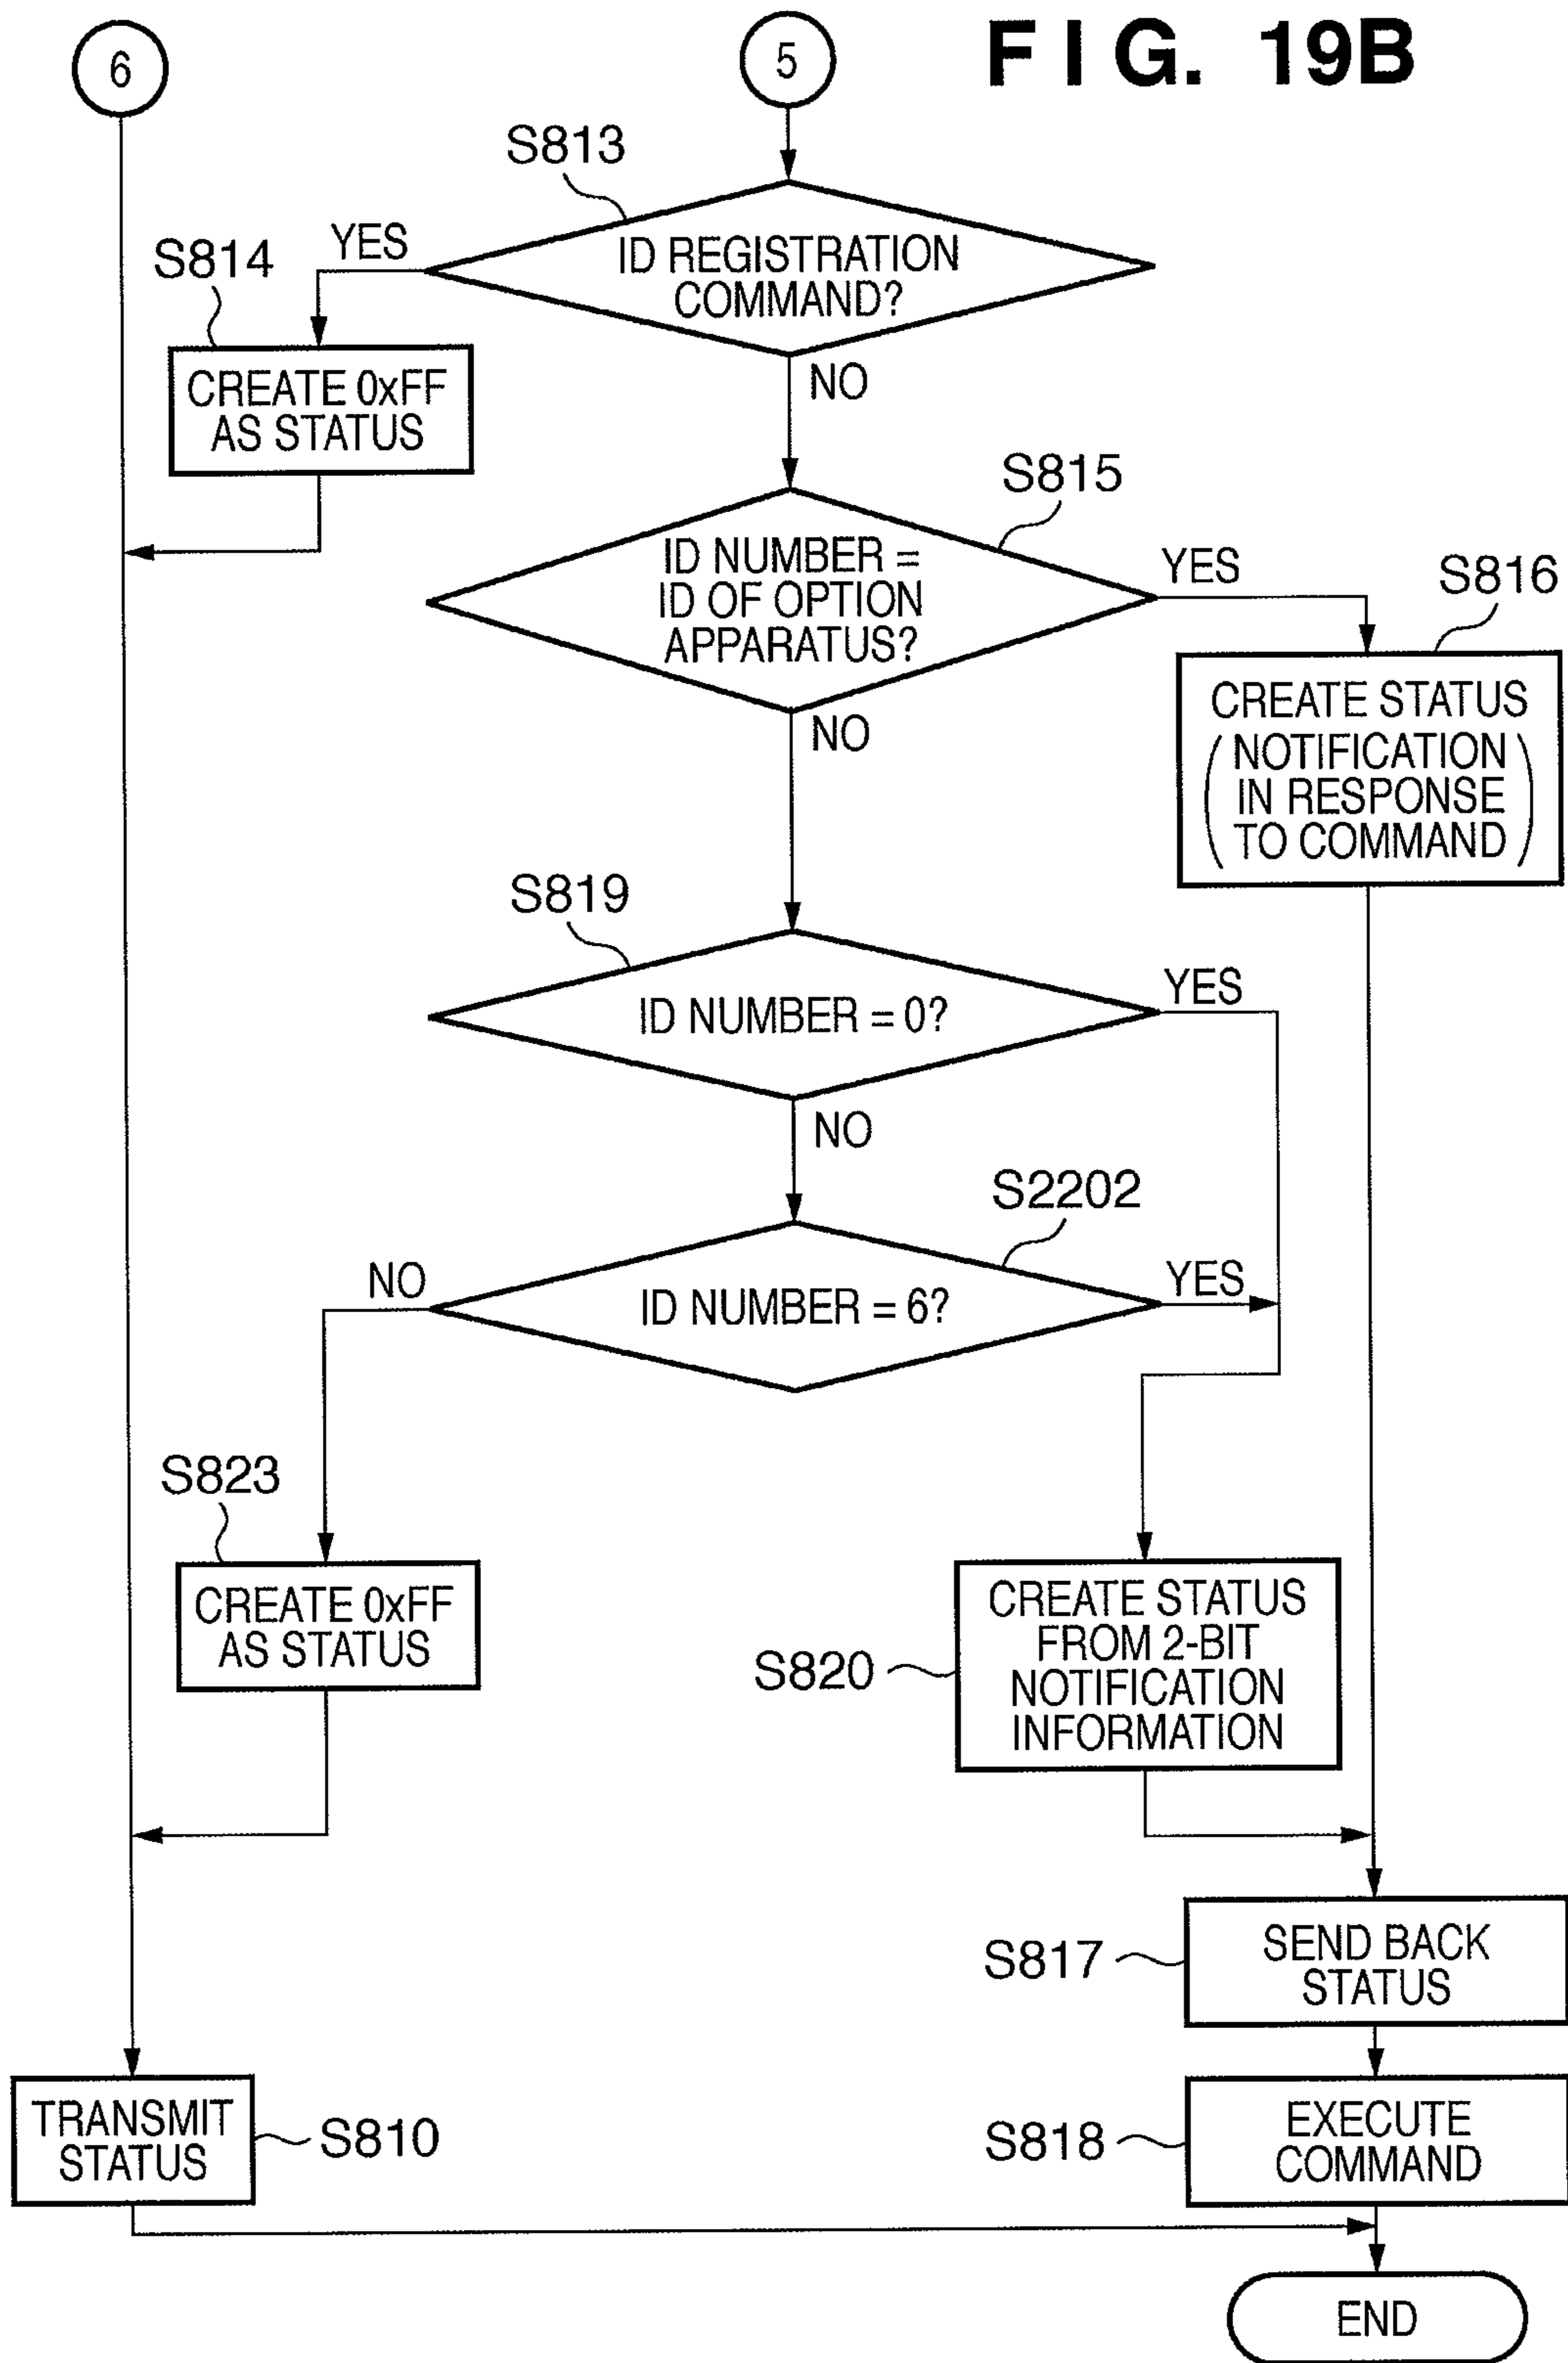 6
5
FIG. 19B
S813
YES
ID REGISTRATION
COMMAND?
S814
NO
CREATE 0xFF
AS STATUS
S815
ID NUMBER =
ID OF OPTION
APPARATUS?
YES
S816
NO
CREATE STATUS
(NOTIFICATION
IN RESPONSE
TO COMMAND)
S819
ID NUMBER = 0?
YES
NO
S2202
NO
ID NUMBER = 6?
YES
S823
CREATE 0xFF
AS STATUS
S820
CREATE STATUS
FROM 2-BIT
NOTIFICATION
INFORMATION
S817
SEND BACK
STATUS
TRANSMIT
STATUS
S810
S818
EXECUTE
COMMAND
END